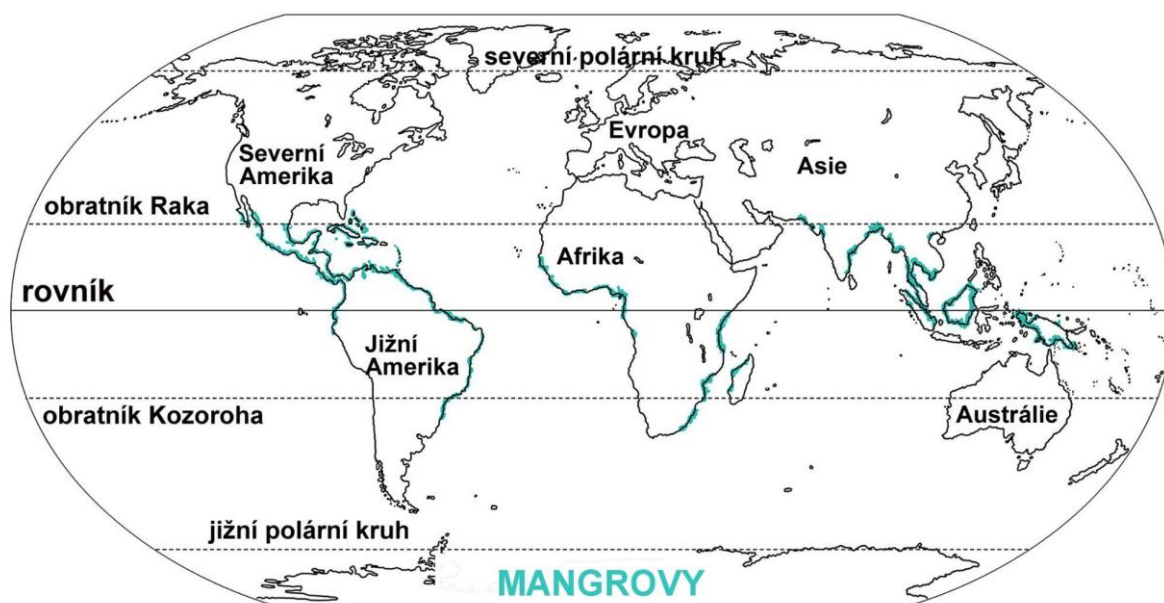 severní polární kruh
Evropa
Severní
Amerika
Asie
obratník Raka
Afrika
rovník
Jižní
Amerika
obratník Kozoroha
Austrálie
jižní polární kruh
MANGROVY